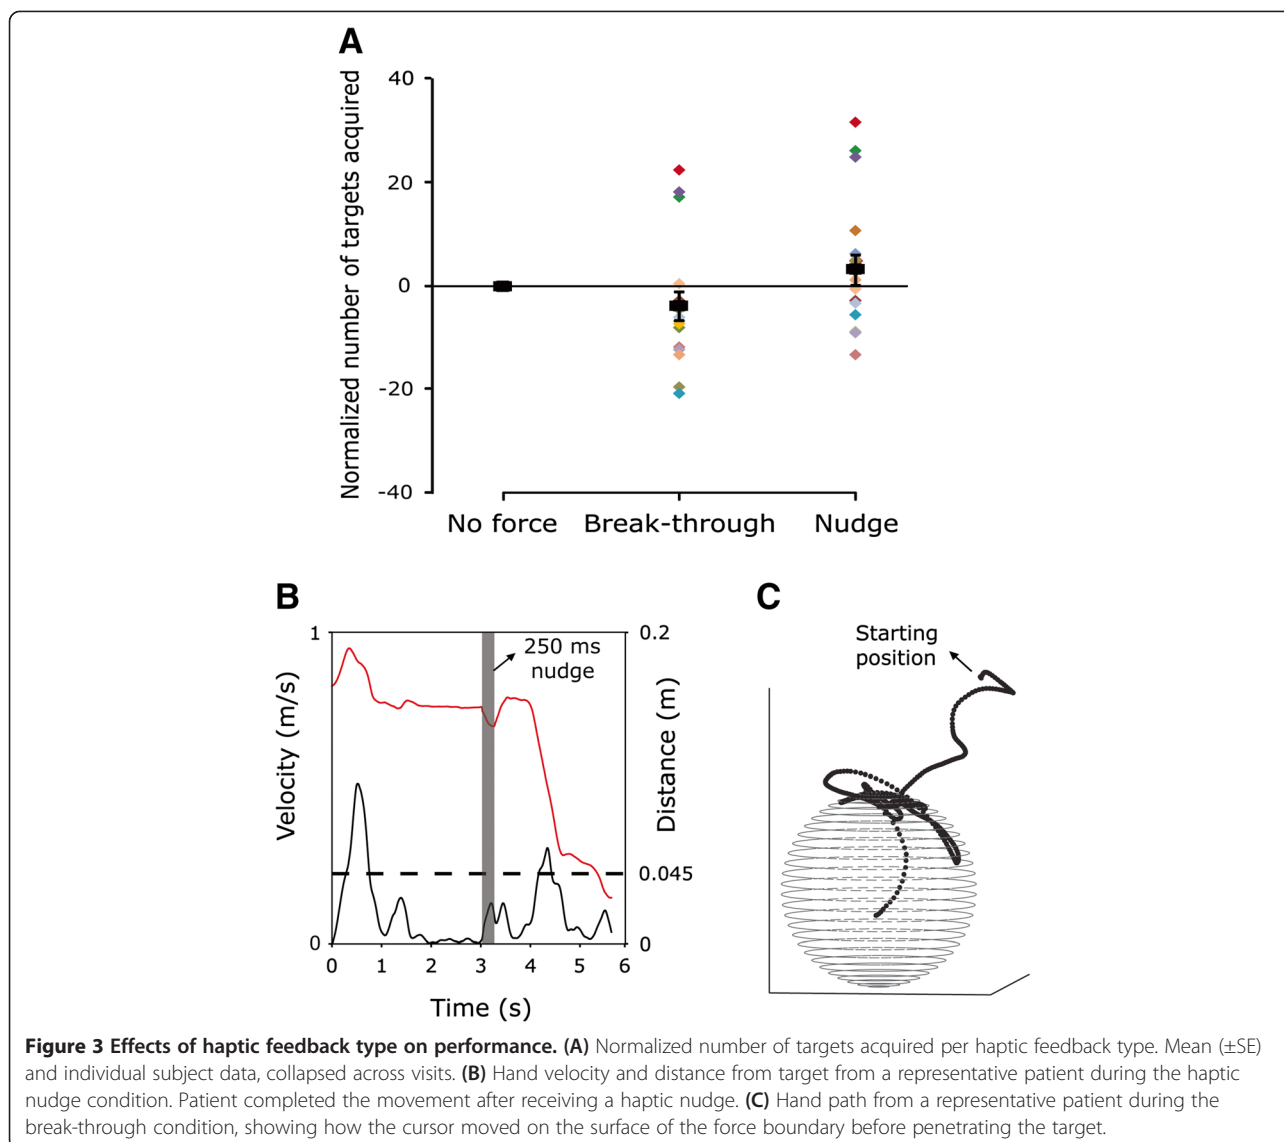 A
Normalized number of targets acquired
40
20
0
-20
-40
No force Break-through Nudge
B
Velocity (m/s)
1
0
250 ms
nudge
0.2
0.045
0
Distance (m)
0 1 2 3 4 5 6
Time (s)
C
Starting
position
Figure 3 Effects of haptic feedback type on performance. (A) Normalized number of targets acquired per haptic feedback type. Mean (±SE)
and individual subject data, collapsed across visits. (B) Hand velocity and distance from target from a representative patient during the haptic
nudge condition. Patient completed the movement after receiving a haptic nudge. (C) Hand path from a representative patient during the
break-through condition, showing how the cursor moved on the surface of the force boundary before penetrating the target.